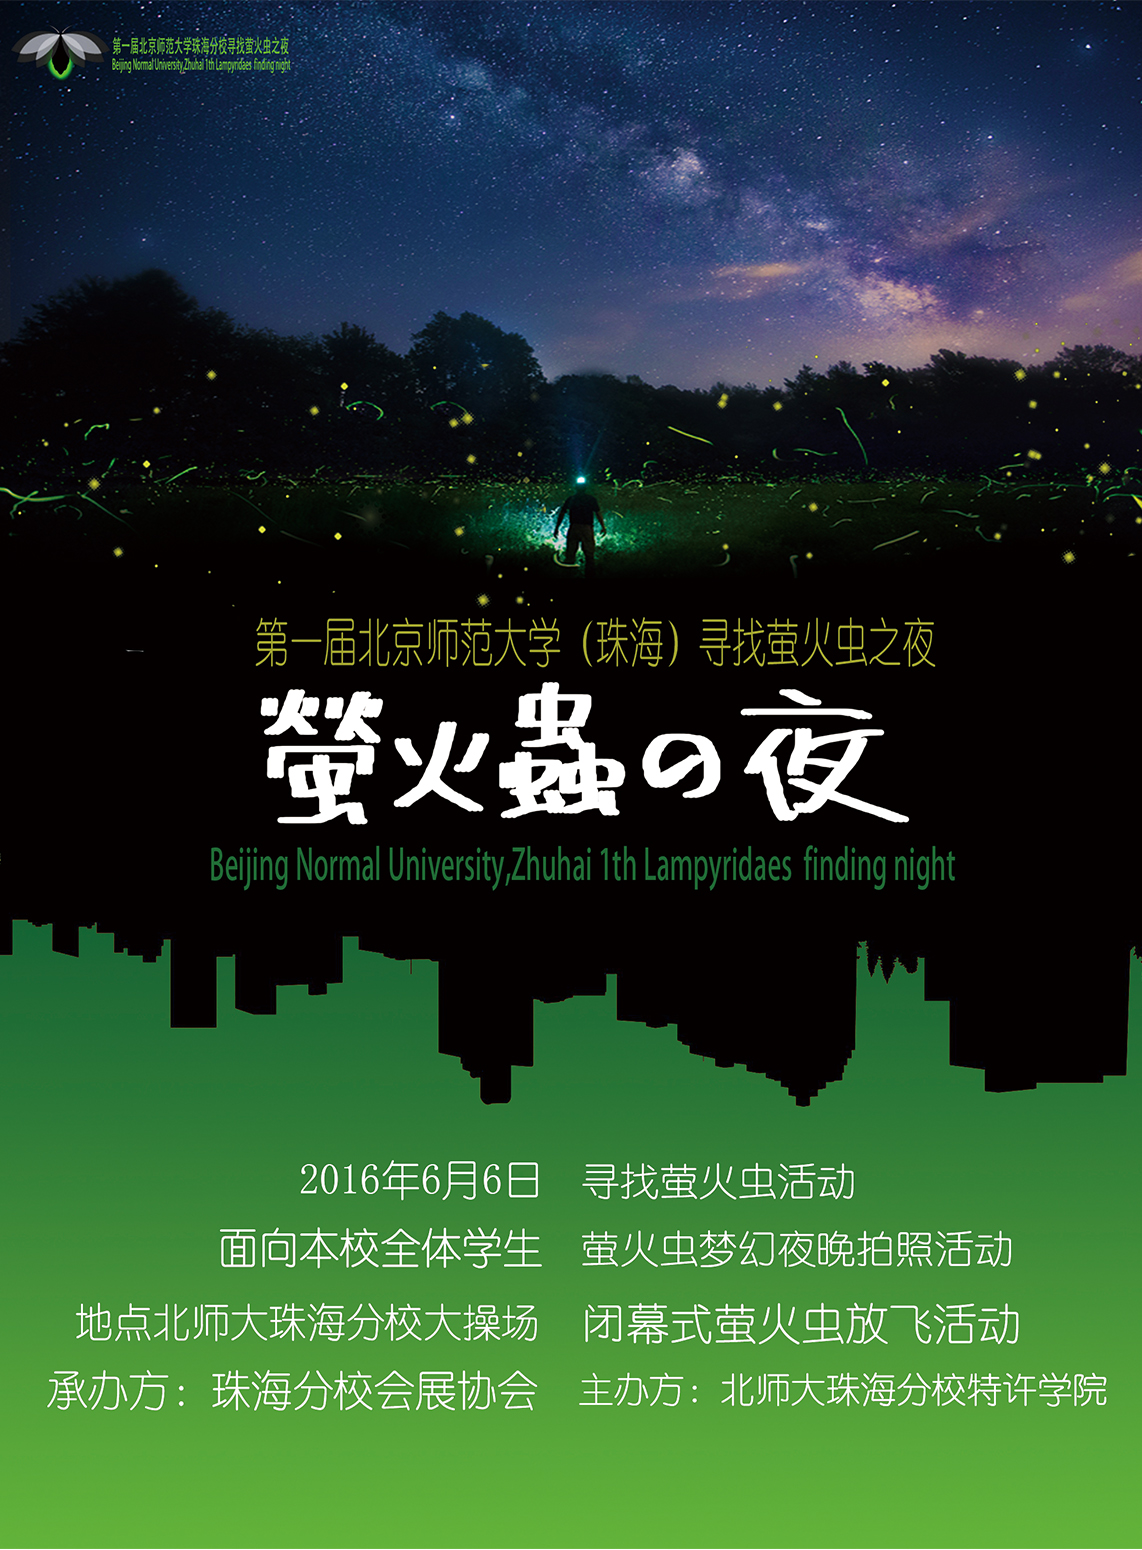 第一届北京师范大学珠海分校寻找萤火虫之夜
Beijing Normal University,Zhuhai 1th Lampyridaes finding night
第一届北京师范大学（珠海）寻找萤火虫之夜
螢火蟲の夜
Beijing Normal University,Zhuhai 1th Lampyridaes finding night
2016年6月6日 寻找萤火虫活动
面向本校全体学生 萤火虫梦幻夜晚拍照活动
地点北师大珠海分校大操场 闭幕式萤火虫放飞活动
承办方：珠海分校会展协会 主办方：北师大珠海分校特许学院